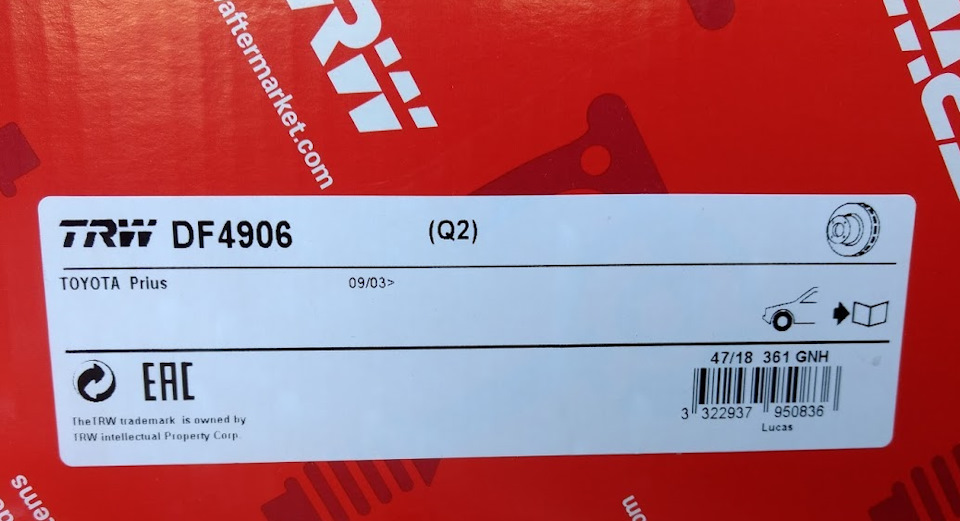 aftermarket.com
TRW
TRW DF4906 (Q2)
TOYOTA Prius 09/03>
EAC
47/18 361 GNH
TheTRW trademark is owned by
TRW intellectual Property Corp.
3 322937 950836
Lucas